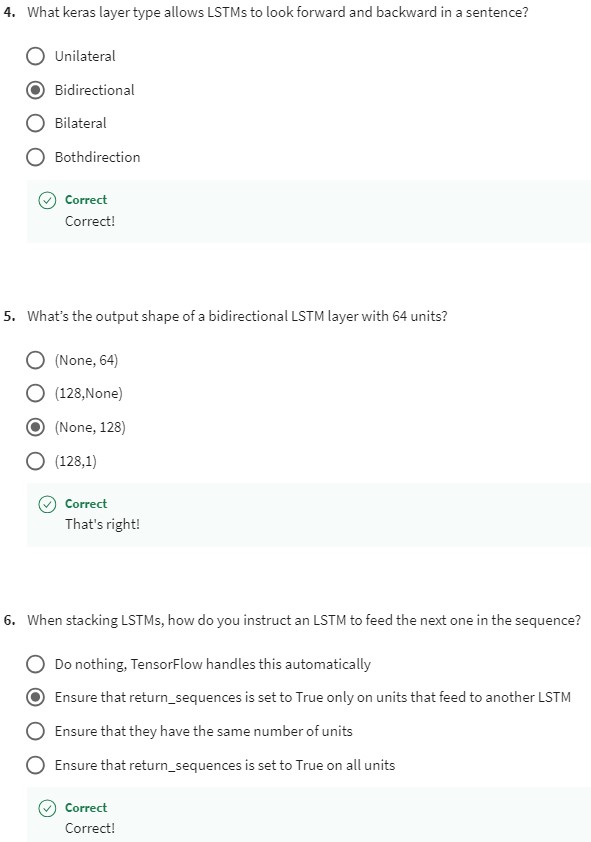 4. What keras layer type allows LSTMs to look forward and backward in a sentence?
Unilateral
Bidirectional
Bilateral
Bothdirection
Correct
Correct!
5. What's the output shape of a bidirectional LSTM layer with 64 units?
(None, 64)
(128,None)
(None, 128)
(128,1)
Correct
That's right!
6. When stacking LSTMs, how do you instruct an LSTM to feed the next one in the sequence?
Do nothing, TensorFlow handles this automatically
Ensure that return_sequences is set to True only on units that feed to another LSTM
Ensure that they have the same number of units
Ensure that return_sequences is set to True on all units
Correct
Correct!